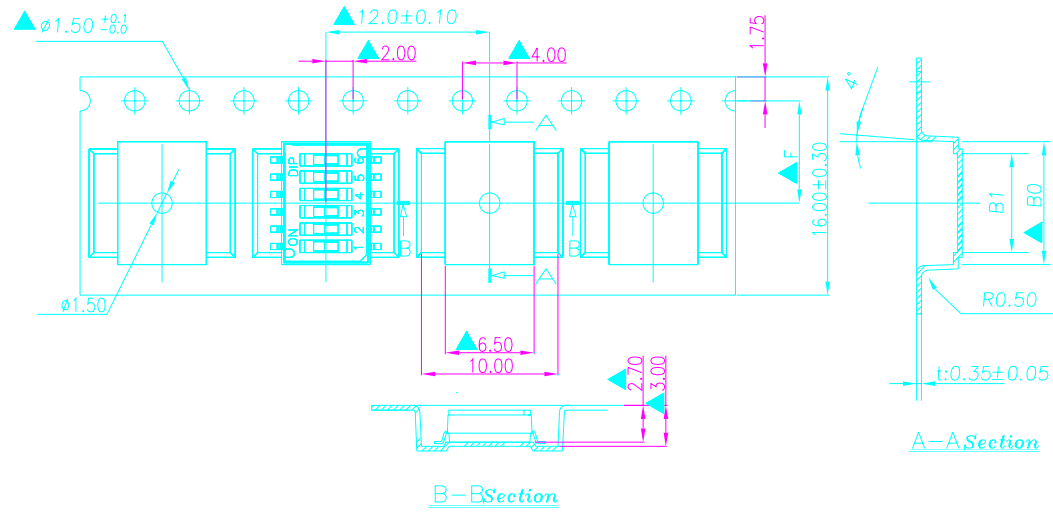 ø1.50 +0.1 -0.0
12.0±0.10
2.00
4.00
1.75
4°
A
F
16.00±0.30
DIP
ON
1 2 3 4 5 6
B
B
A
B1
B0
ø1.50
R0.50
6.50
10.00
2.70
3.00
t:0.35±0.05
A-A Section
B-B Section